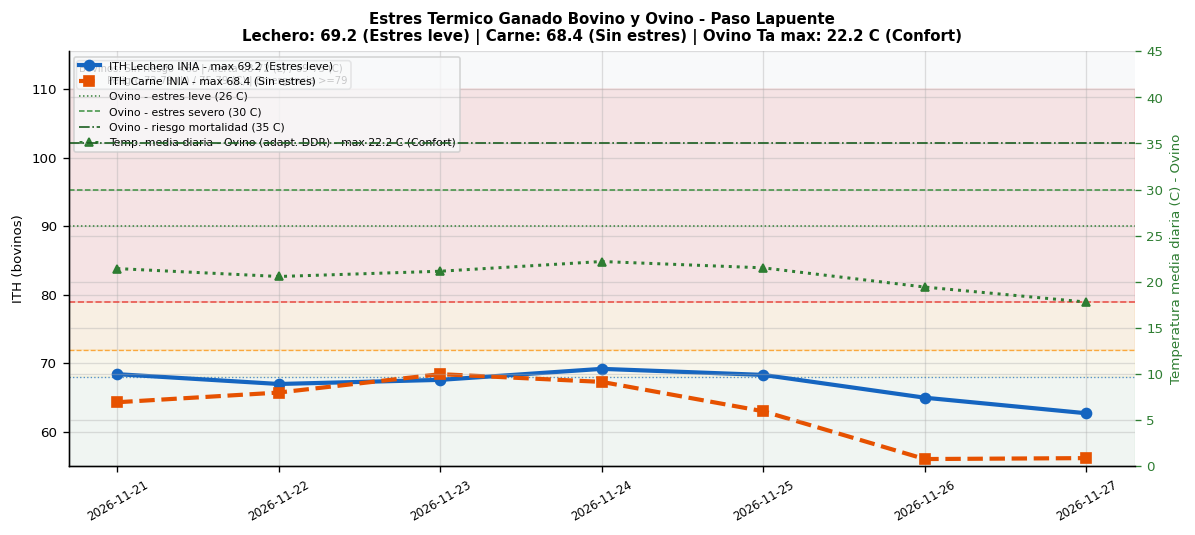 Estres Termico Ganado Bovino y Ovino - Paso Lapuente
Lechero: 69.2 (Estres leve) | Carne: 68.4 (Sin estres) | Ovino Ta max: 22.2 C (Confort)
ITH Lechero INIA - max 69.2 (Estres leve)
ITH Carne INIA - max 68.4 (Sin estres)
>=79
Ovino - estres leve (26 C)
Ovino - estres severo (30 C)
Ovino - riesgo mortalidad (35 C)
Temp. media diaria - Ovino (adapt. DDR) - max 22.2 C (Confort)
ITH (bovinos)
110
100
90
80
70
60
45
40
35
30
25
20
15
10
5
0
Temperatura media diaria (C) - Ovino
2026-11-21
2026-11-22
2026-11-23
2026-11-24
2026-11-25
2026-11-26
2026-11-27